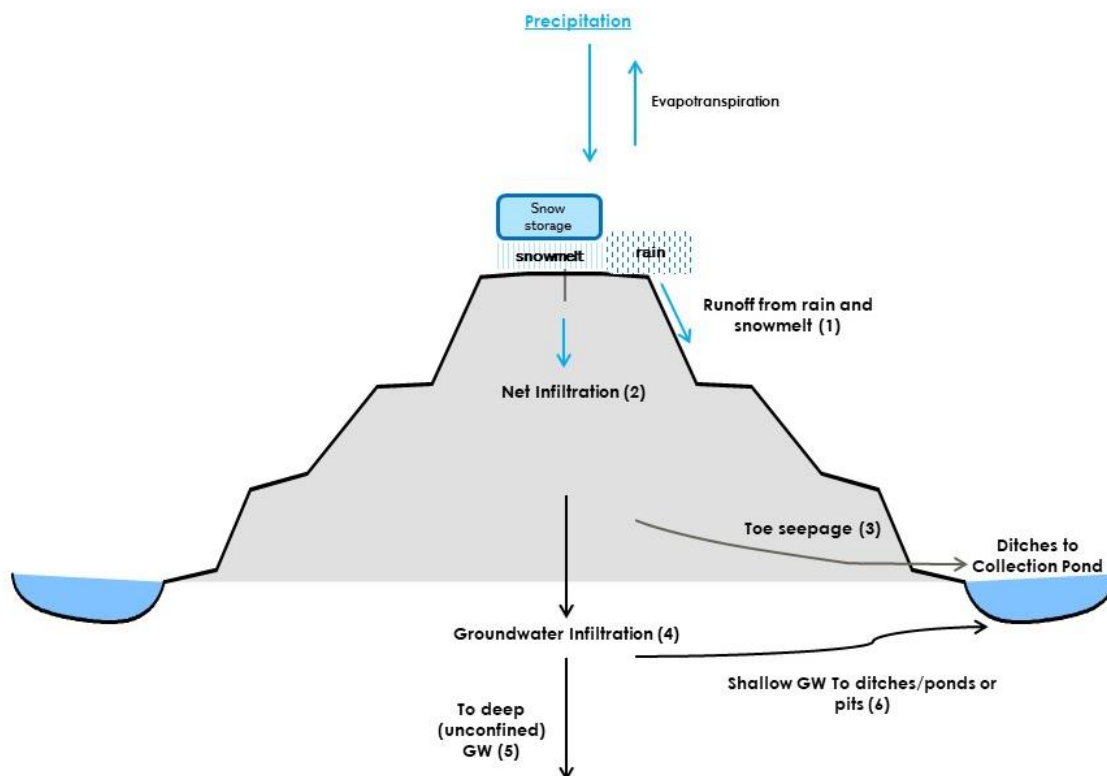 Precipitation
Evapotranspiration
Snow
storage
snowmelt
rain
Runoff from rain and
snowmelt (1)
Net Infiltration (2)
Toe seepage (3)
Ditches to
Collection Pond
Groundwater Infiltration (4)
Shallow GW To ditches/ponds or
pits (6)
To deep
(unconfined)
GW (5)